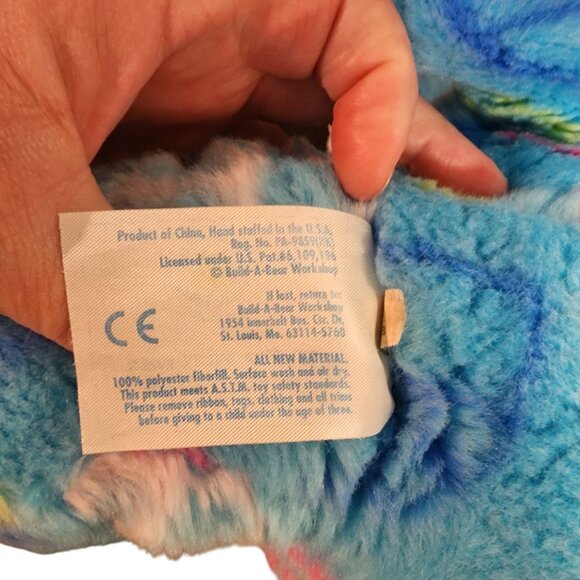 Product of China, Hand stuffed in the U.S.A,
Reg. No. PA-9859(HK)
Licensed under U.S. Pat.#6,109,196
© Build-A-Bear Workshop
If lost, return to:
Build-A-Bear Workshop
1954 Innerbelt Bus. Ctr. Dr.
St. Louis, Mo. 63114-5760
CE
ALL NEW MATERIAL.
100% polyester fiberfill. Surface wash and air dry.
This product meets A.S.T.M. toy safety standards.
Please remove ribbon, tags, clothing and all trims
before giving to a child under the age of three.